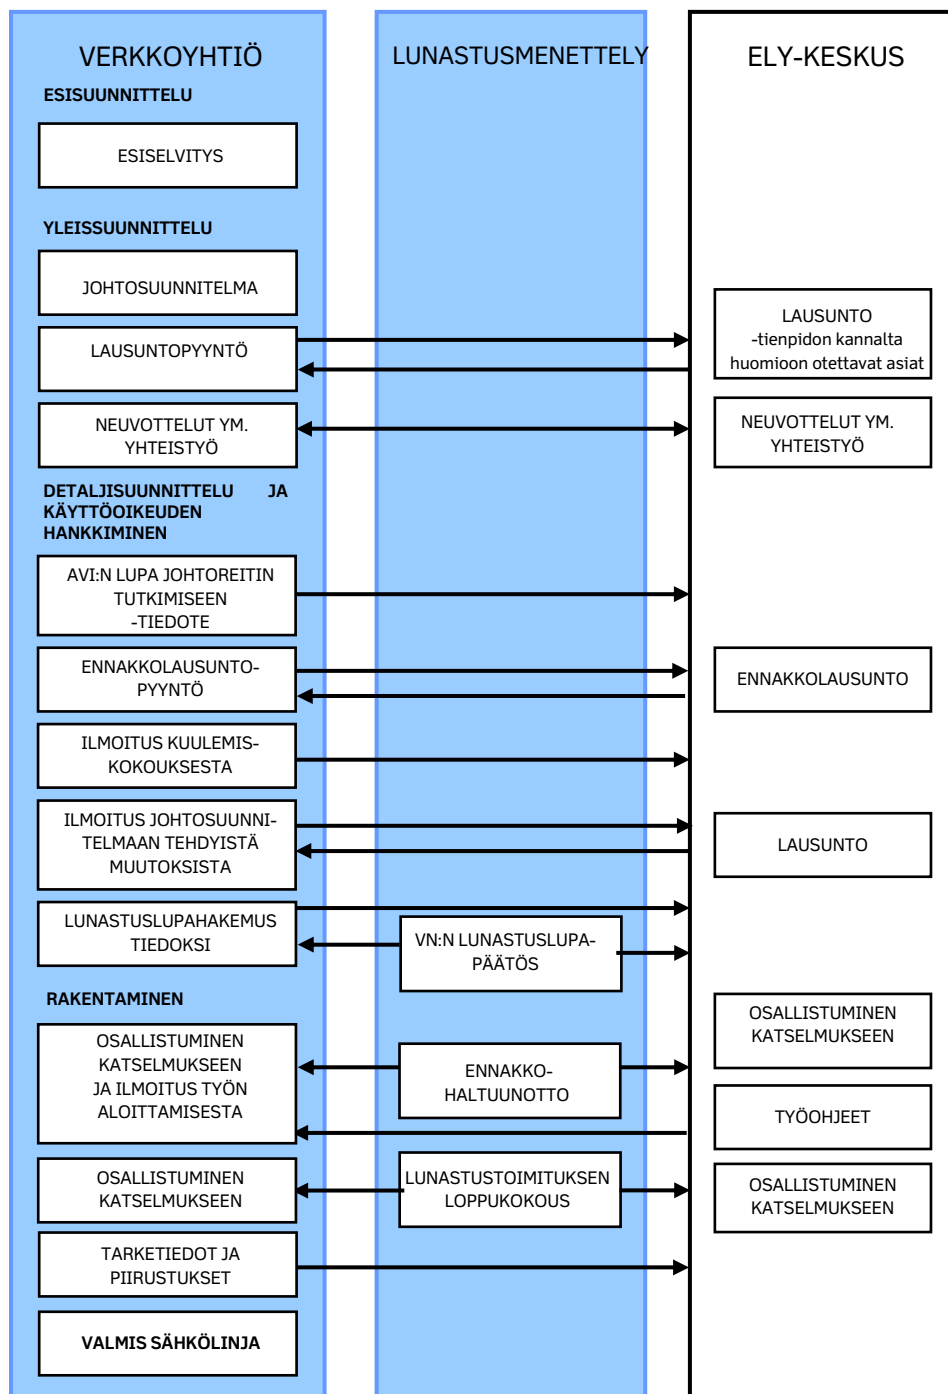 VERKKOYHTIÖ
ESISUUNNITTELU
ESISELVITYS
YLEISSUUNNITTELU
JOHTOSUUNNITELMA
LAUSUNTOPYYNTÖ
NEUVOTTELUT YM.
YHTEISTYÖ
DETALJISUUNNITTELU JA
KÄYTTÖOIKEUDEN
HANKKIMINEN
AVI:N LUPA JOHTOREITIN
TUTKIMISEEN
-TIEDOTE
ENNAKKOLAUSUNTO-
PYYNTÖ
ILMOITUS KUULEMIS-
KOKOUKSESTA
ILMOITUS JOHTOSUUNNI-
TELMAAN TEHDYISTÄ
MUUTOKSISTA
LUNASTUSLUPAHAKEMUS
TIEDOKSI
RAKENTAMINEN
OSALLISTUMINEN
KATSELMUKSEEN
JA ILMOITUS TYÖN
ALOITTAMISESTA
OSALLISTUMINEN
KATSELMUKSEEN
TARKETIEDOT JA
PIIRUSTUKSET
VALMIS SÄHKÖLINJA
LUNASTUSMENETTELY
VN:N LUNASTUSLUPA-
PÄÄTÖS
ENNAKKO-
HALTUUNOTTO
LUNASTUSTOIMITUKSEN
LOPPUKOKOUS
ELY-KESKUS
LAUSUNTO
-tienpidon kannalta
huomioon otettavat asiat
NEUVOTTELUT YM.
YHTEISTYÖ
ENNAKKOLAUSUNTO
LAUSUNTO
OSALLISTUMINEN
KATSELMUKSEEN
TYÖOHJEET
OSALLISTUMINEN
KATSELMUKSEEN